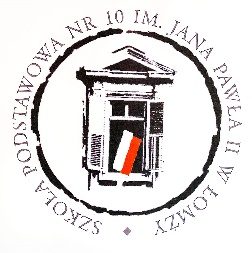 SZKOŁA PODSTAWOWA NR 10 IM. JANA PAWŁA II W ŁOMŻY